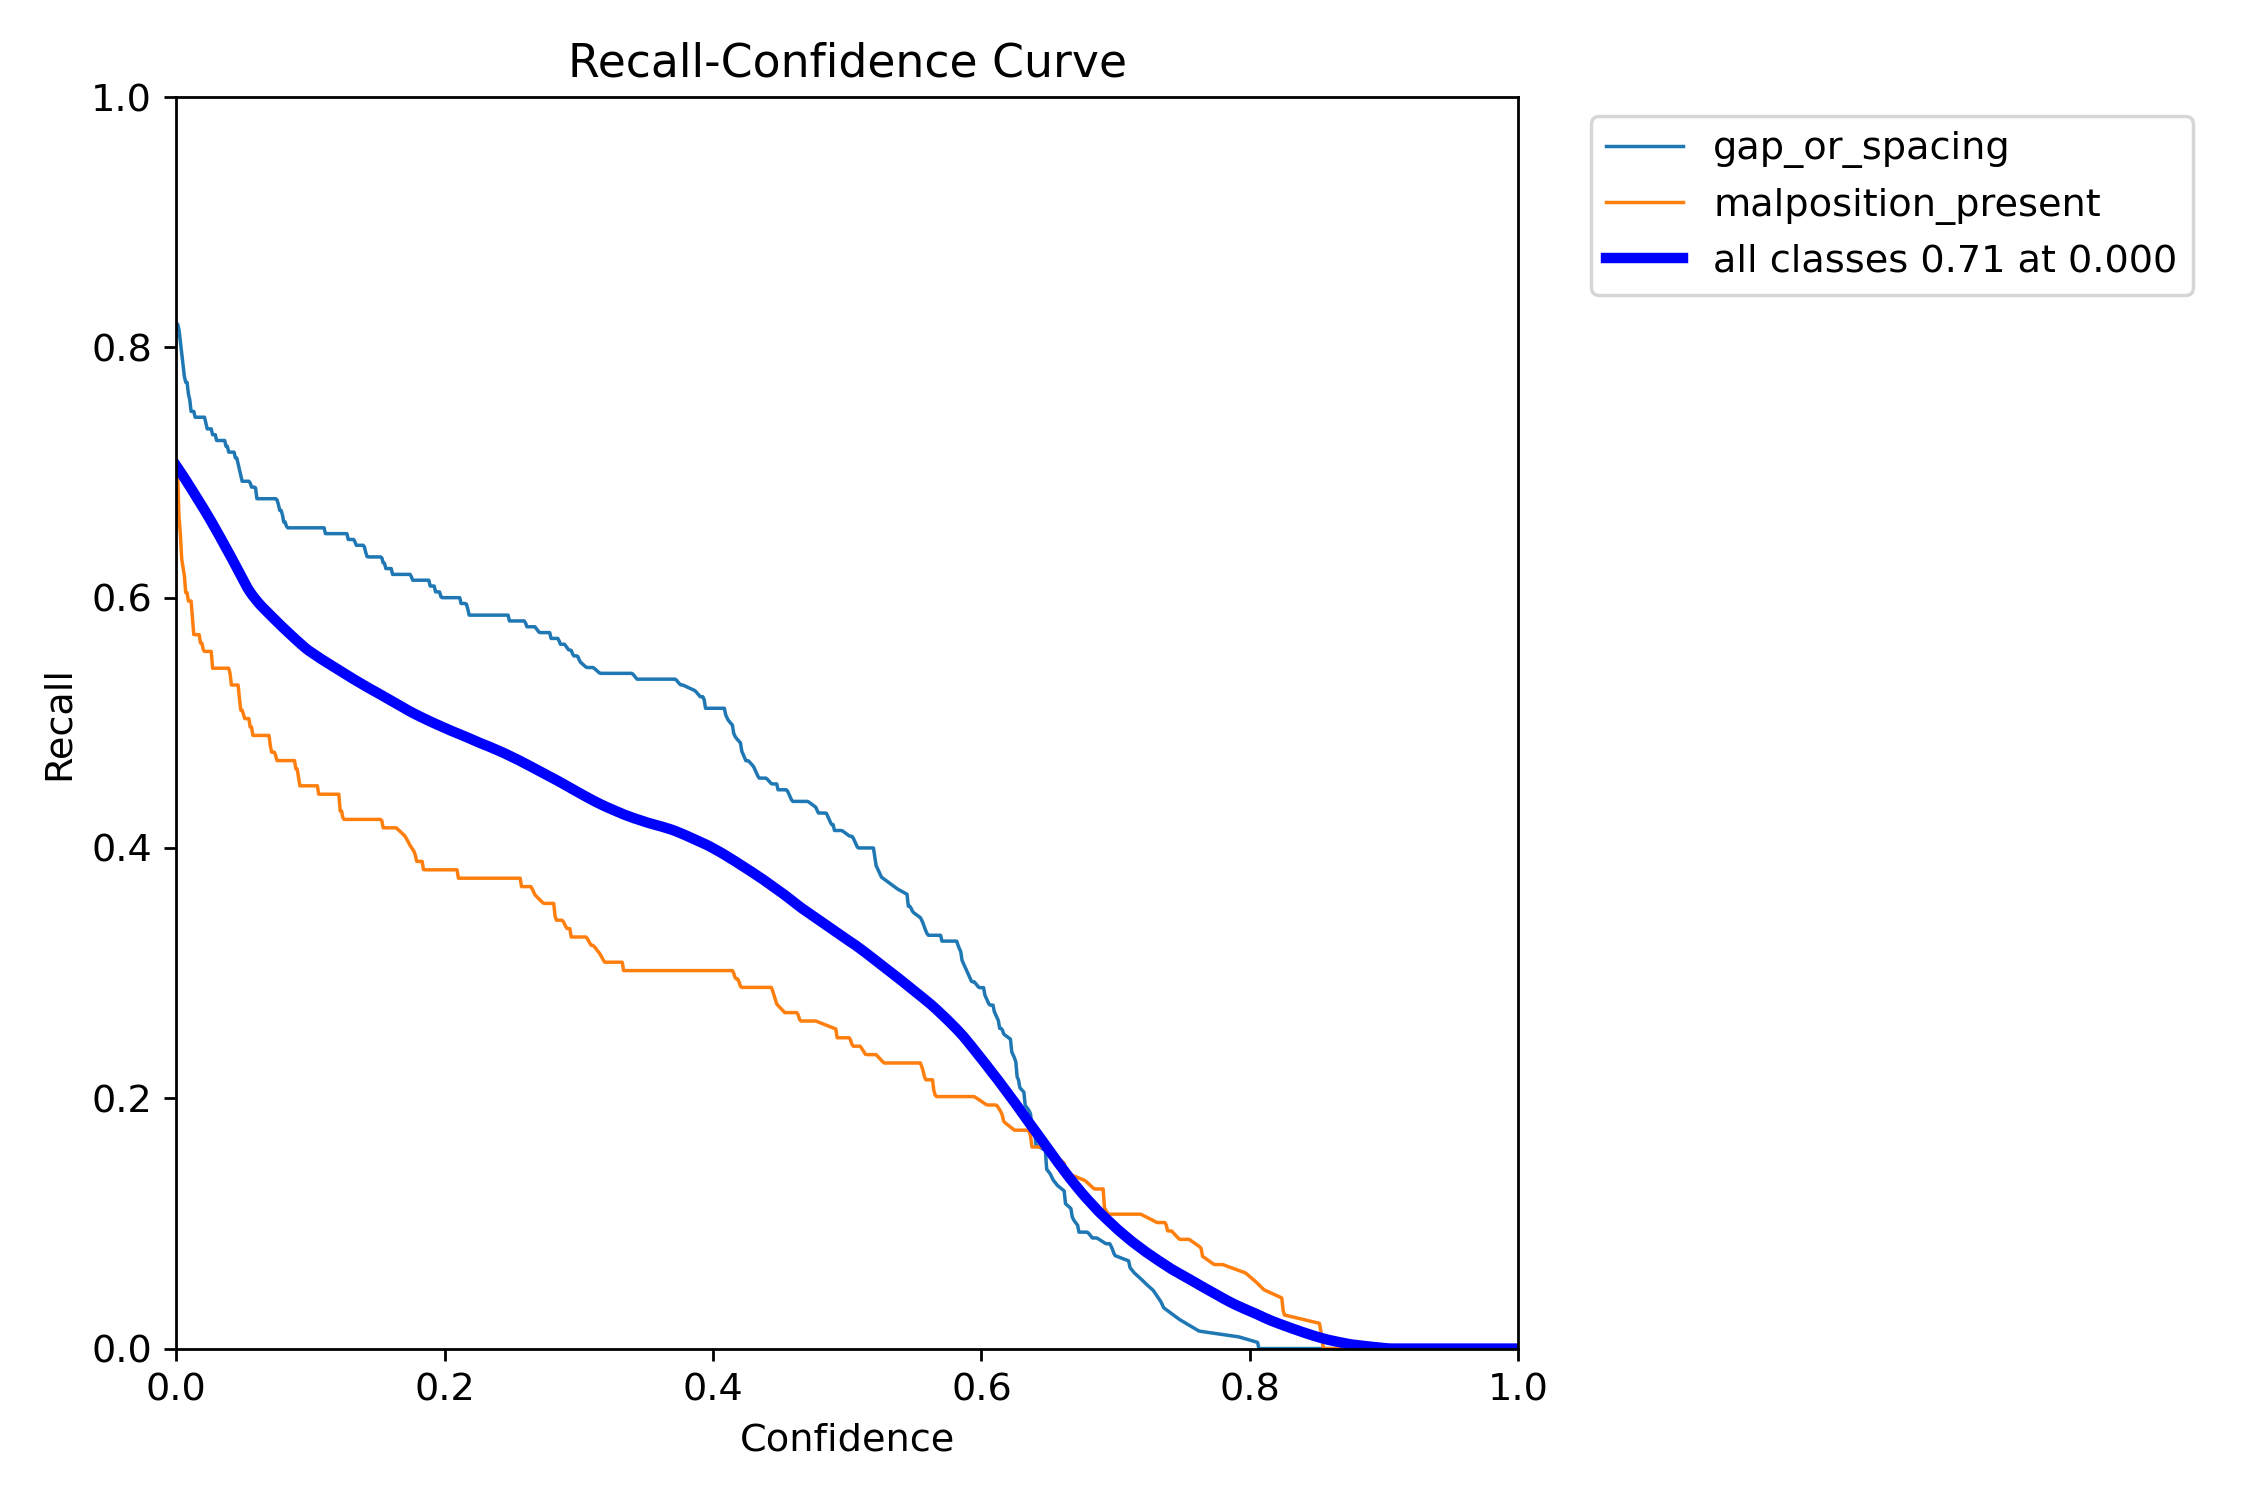 Recall-Confidence Curve
gap_or_spacing
malposition_present
all classes 0.71 at 0.000
1.0
0.8
0.6
0.4
0.2
0.0
Recall
0.0 0.2 0.4 0.6 0.8 1.0
Confidence